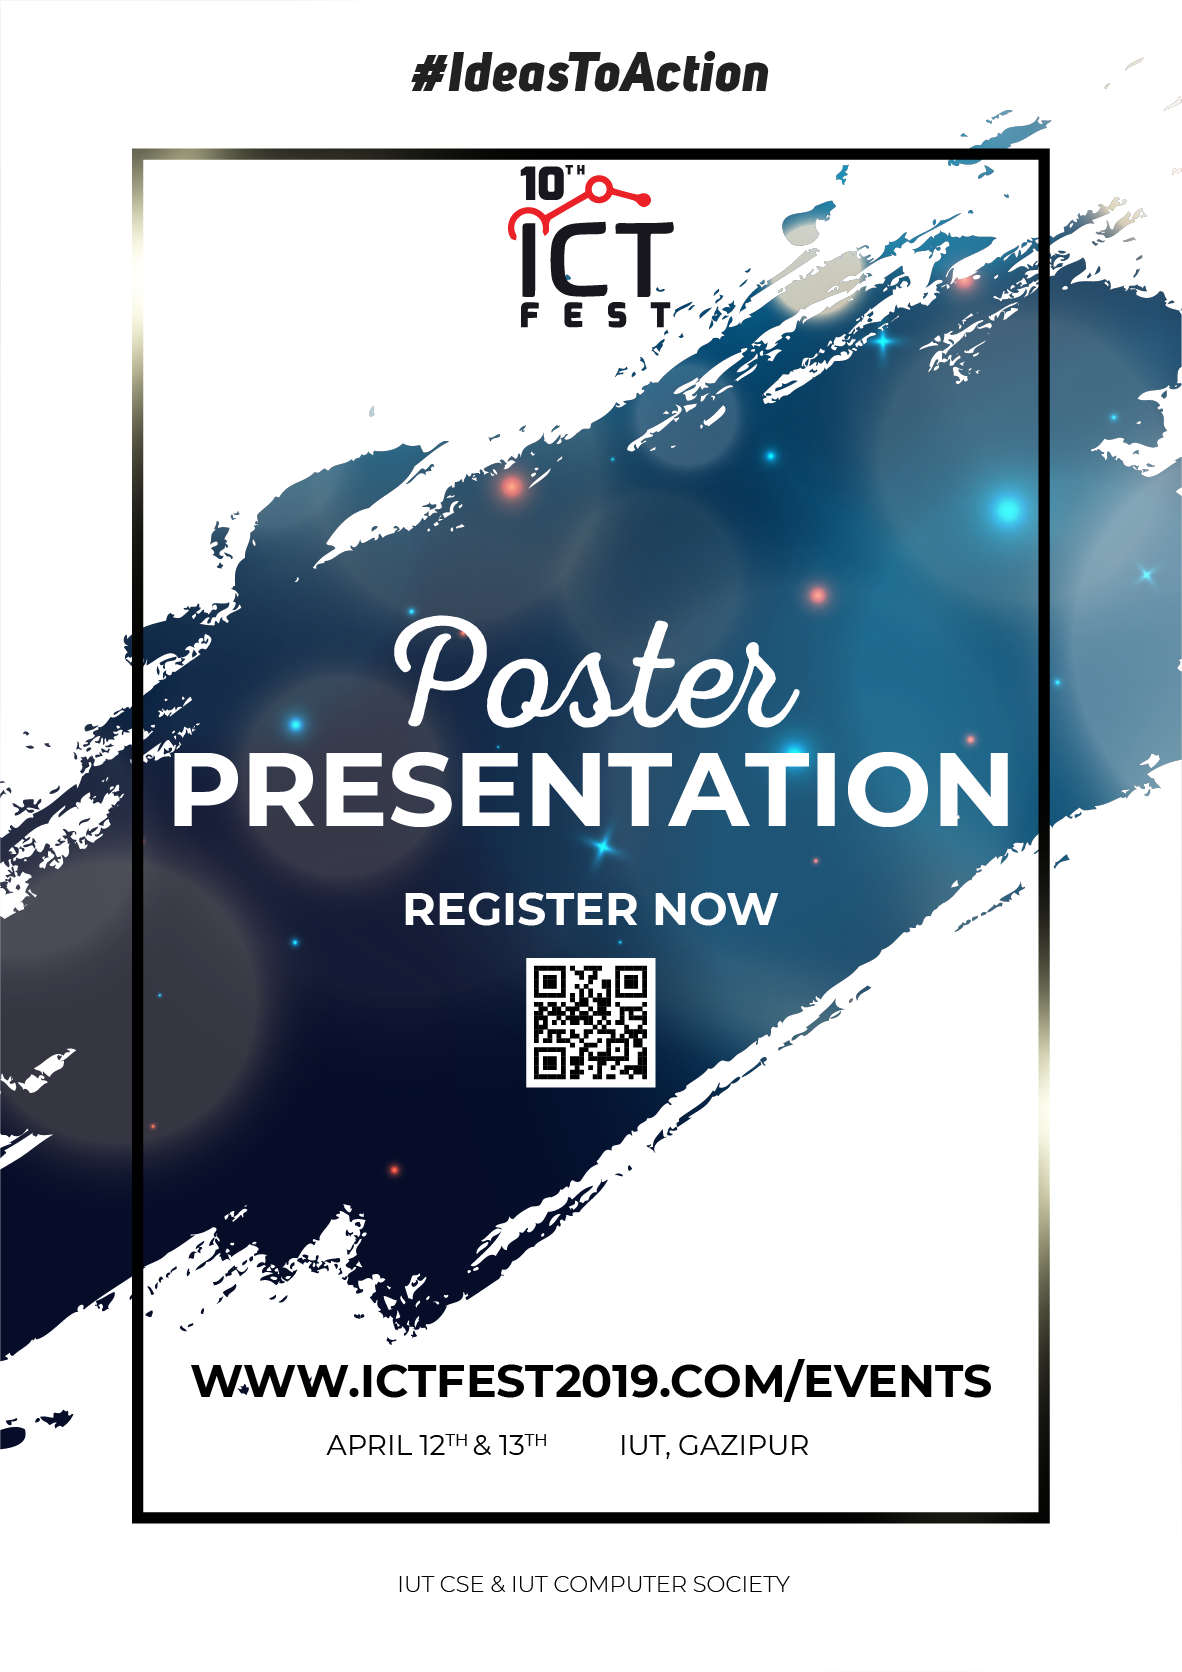 #IdeasToAction
10TH
ICT
FEST
Poster
PRESENTATION
REGISTER NOW
WWW.ICTFEST2019.COM/EVENTS
APRIL 12TH & 13TH IUT, GAZIPUR
IUT CSE & IUT COMPUTER SOCIETY